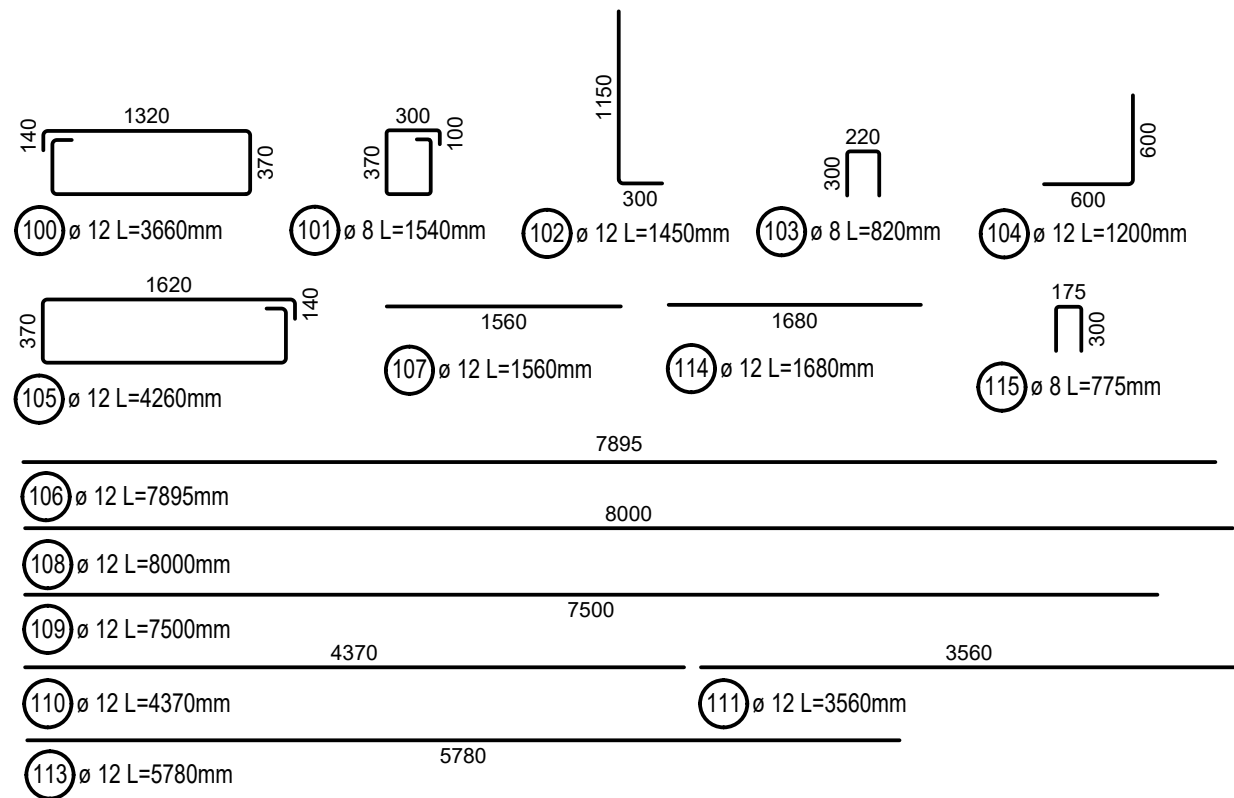 1320
140
370
100 ø 12 L=3660mm
300
370
100
101 ø 8 L=1540mm
1150
300
102 ø 12 L=1450mm
220
300
103 ø 8 L=820mm
600
600
104 ø 12 L=1200mm
1620
370
140
105 ø 12 L=4260mm
1560
107 ø 12 L=1560mm
1680
114 ø 12 L=1680mm
175
300
115 ø 8 L=775mm
7895
106 ø 12 L=7895mm
8000
108 ø 12 L=8000mm
7500
109 ø 12 L=7500mm
4370
110 ø 12 L=4370mm
3560
111 ø 12 L=3560mm
5780
113 ø 12 L=5780mm